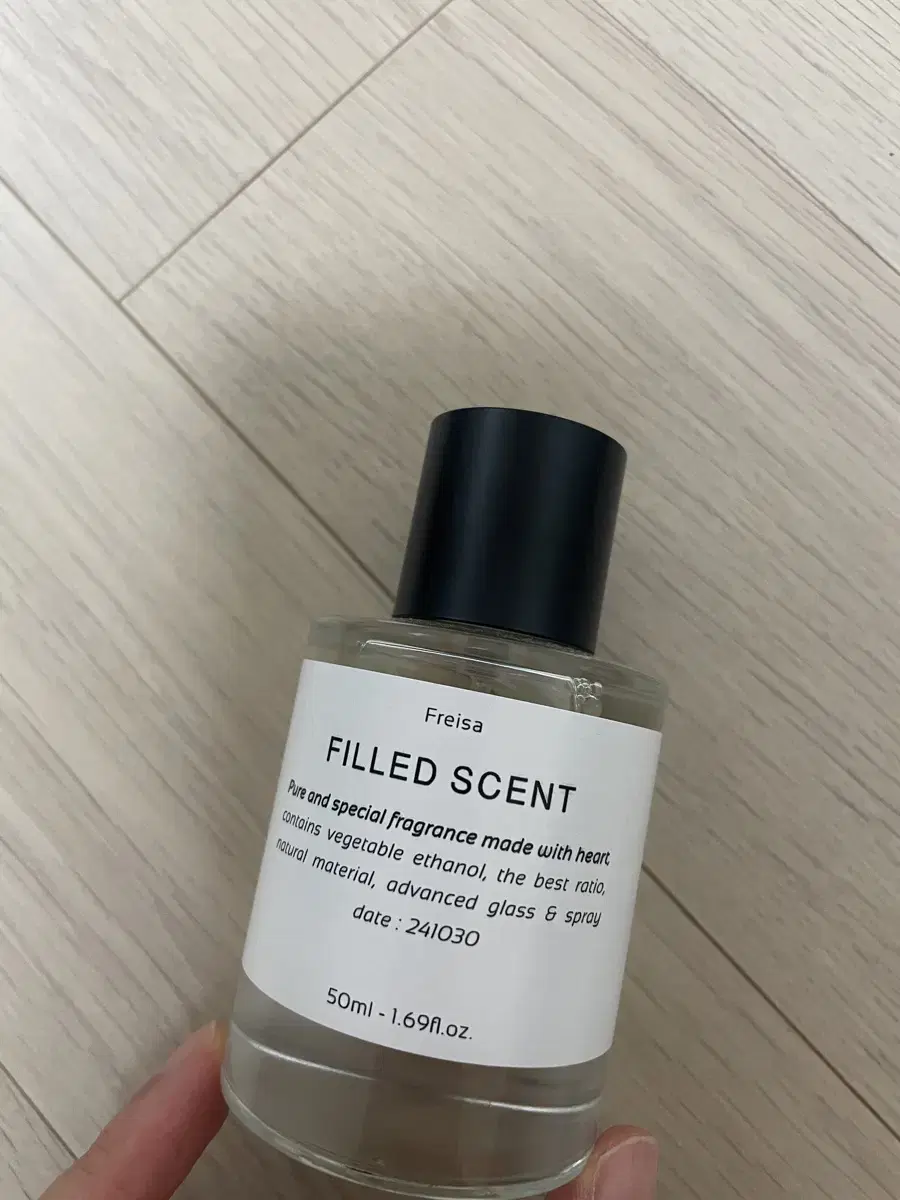 Freisa
FILLED SCENT
Pure and special fragrance made with heart,
contains vegetable ethanol, the best ratio,
natural material, advanced glass & spray
date : 241030
50ml - 1.69fl.oz.